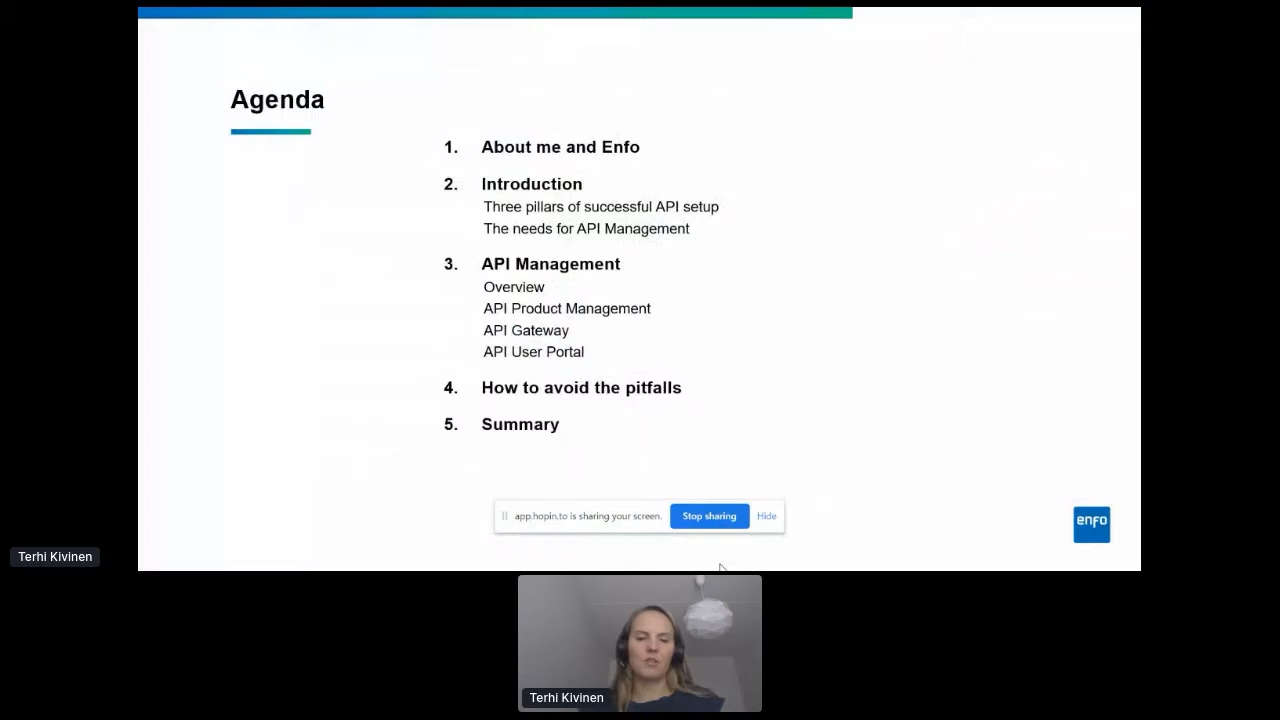 Agenda
1. About me and Enfo
2. Introduction
Three pillars of successful API setup
The needs for API Management
3. API Management
Overview
API Product Management
API Gateway
API User Portal
4. How to avoid the pitfalls
5. Summary
app.hopin.to is sharing your screen. Stop sharing Hide
enfo
Terhi Kivinen
Terhi Kivinen